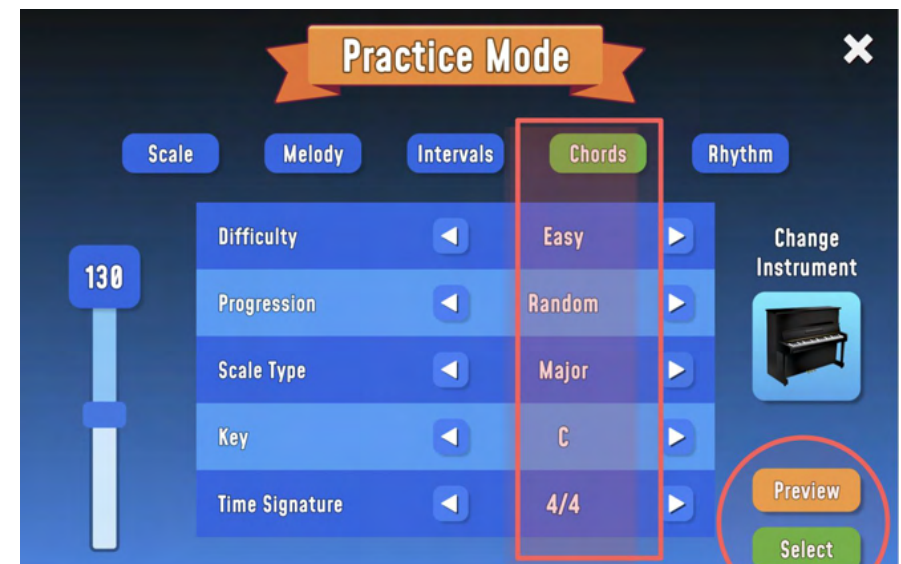 Practice Mode
Scale Melody Intervals Chords Rhythm
130
Difficulty Easy
Progression Random
Scale Type Major
Key C
Time Signature 4/4
Change
Instrument
Preview
Select